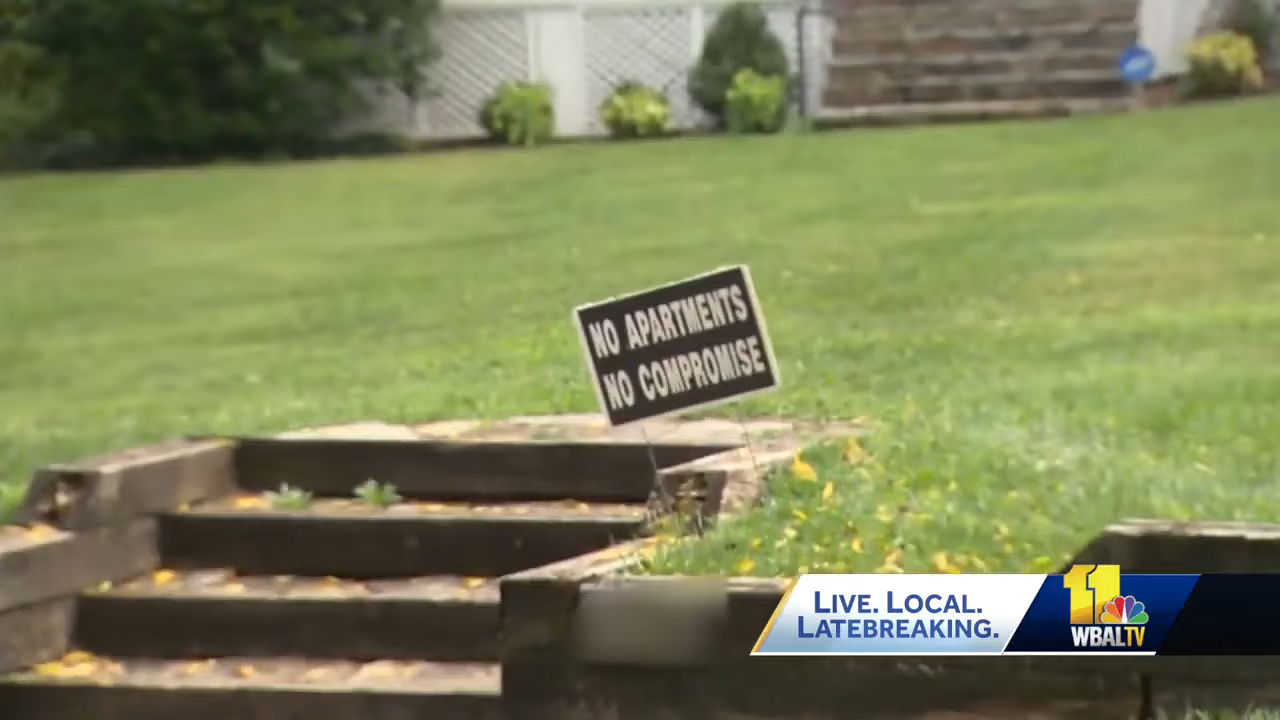 NO APARTMENTS
NO COMPROMISE
LIVE. LOCAL.
LATEBREAKING.
11
WBALTV